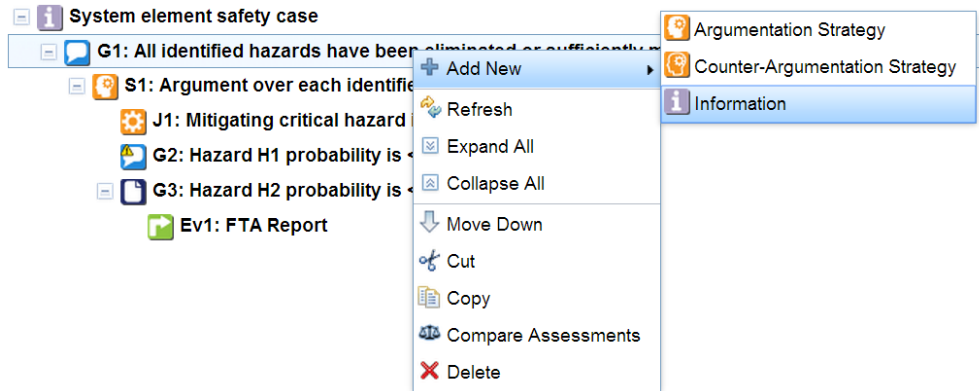 System element safety case
G1: All identified hazards have been eliminated or sufficiently
S1: Argument over each
J1: Mitigating critical hazard
G2: Hazard H1 probability is <
G3: Hazard H2 probability is <
Ev1: FTA Report
Add New
Refresh
Expand All
Collapse All
Move Down
Cut
Copy
Compare Assessments
Delete
Argumentation Strategy
Counter-Argumentation Strategy
Information